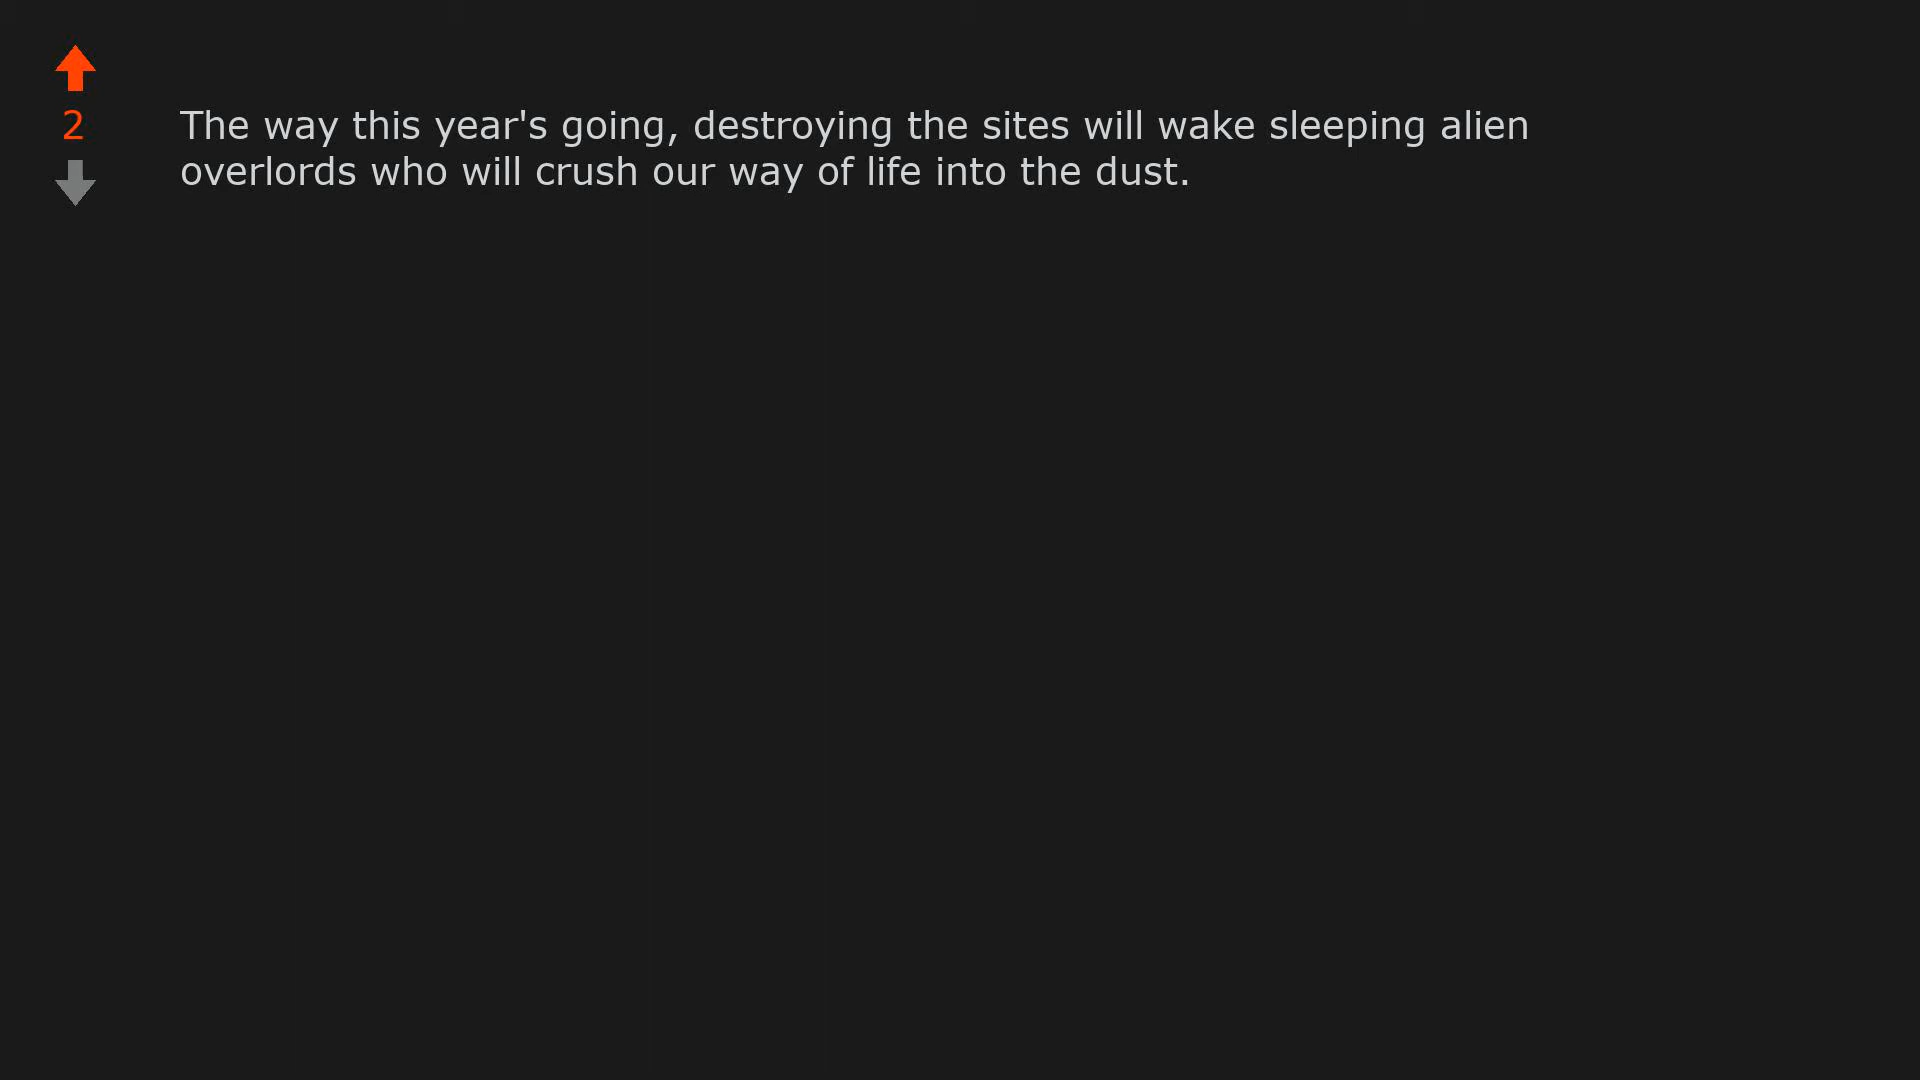 2
The way this year's going, destroying the sites will wake sleeping alien
overlords who will crush our way of life into the dust.